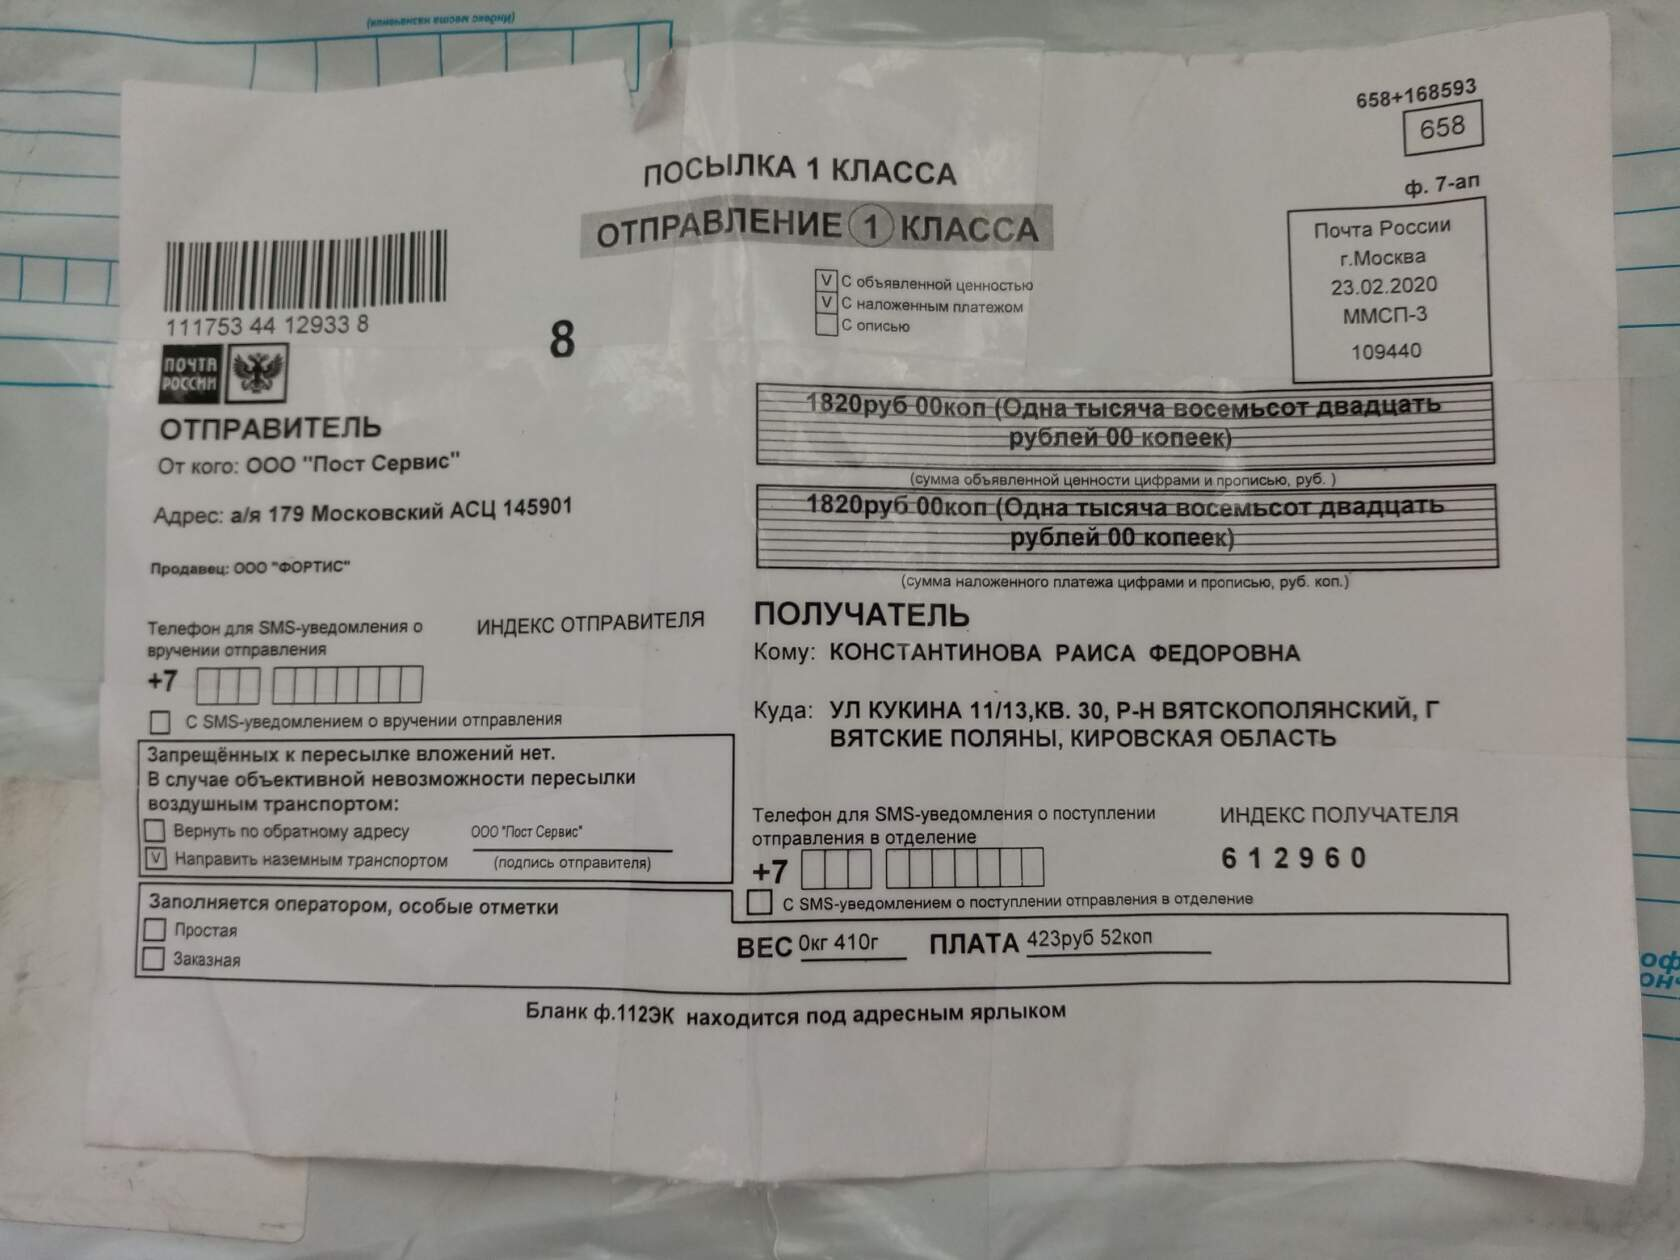 (индекс места назначения)
658+168593
658
ф. 7-ап
ПОСЫЛКА 1 КЛАССА
ОТПРАВЛЕНИЕ 1 КЛАССА
V С объявленной ценностью
V С наложенным платежом
С описью
Почта России
г.Москва
23.02.2020
ММСП-3
109440
111753 44 12933 8
8
ПОЧТА
РОССИИ
ОТПРАВИТЕЛЬ
От кого: ООО "Пост Сервис"
Адрес: а/я 179 Московский АСЦ 145901
Продавец: ООО "ФОРТИС"
Телефон для SMS-уведомления о
вручении отправления
ИНДЕКС ОТПРАВИТЕЛЯ
+7
С SMS-уведомлением о вручении отправления
Запрещённых к пересылке вложений нет.
В случае объективной невозможности пересылки
воздушным транспортом:
Вернуть по обратному адресу
ООО "Пост Сервис"
V Направить наземным транспортом
(подпись отправителя)
Заполняется оператором, особые отметки
Простая
Заказная
1820руб 00коп (Одна тысяча восемьсот двадцать
рублей 00 копеек)
(сумма объявленной ценности цифрами и прописью, руб. )
1820руб 00коп (Одна тысяча восемьсот двадцать
рублей 00 копеек)
(сумма наложенного платежа цифрами и прописью, руб. коп.)
ПОЛУЧАТЕЛЬ
Кому: КОНСТАНТИНОВА РАИСА ФЕДОРОВНА
Куда: УЛ КУКИНА 11/13,КВ. 30, Р-Н ВЯТСКОПОЛЯНСКИЙ, Г
ВЯТСКИЕ ПОЛЯНЫ, КИРОВСКАЯ ОБЛАСТЬ
Телефон для SMS-уведомления о поступлении
отправления в отделение
ИНДЕКС ПОЛУЧАТЕЛЯ
612960
+7
С SMS-уведомлением о поступлении отправления в отделение
ВЕС 0кг 410г ПЛАТА 423руб 52коп
Бланк ф.112ЭК находится под адресным ярлыком